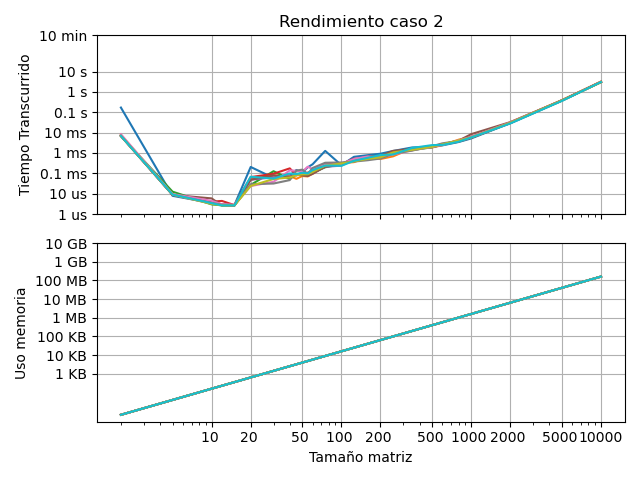 Rendimiento caso 2
Tiempo Transcurrido
10 min
10 s
1 s
0.1 s
10 ms
1 ms
0.1 ms
10 us
1 us
Uso memoria
10 GB
1 GB
100 MB
10 MB
1 MB
100 KB
10 KB
1 KB
10 20 50 100 200 500 1000 2000 5000 10000
Tamaño matriz